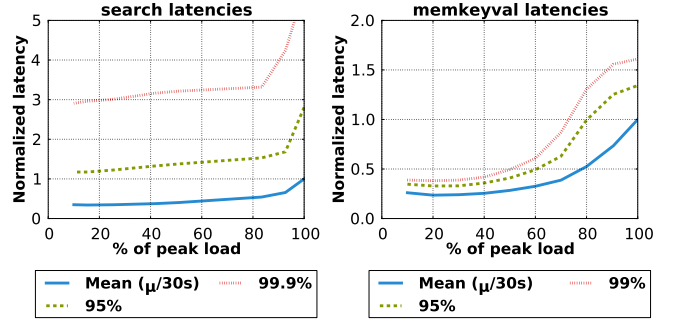 search latencies
Normalized latency
5
4
3
2
1
0
0 20 40 60 80 100
% of peak load
Mean (μ/30s) 99.9%
95%
memkeyval latencies
Normalized latency
2.0
1.5
1.0
0.5
0.0
0 20 40 60 80 100
% of peak load
Mean (μ/30s) 99%
95%